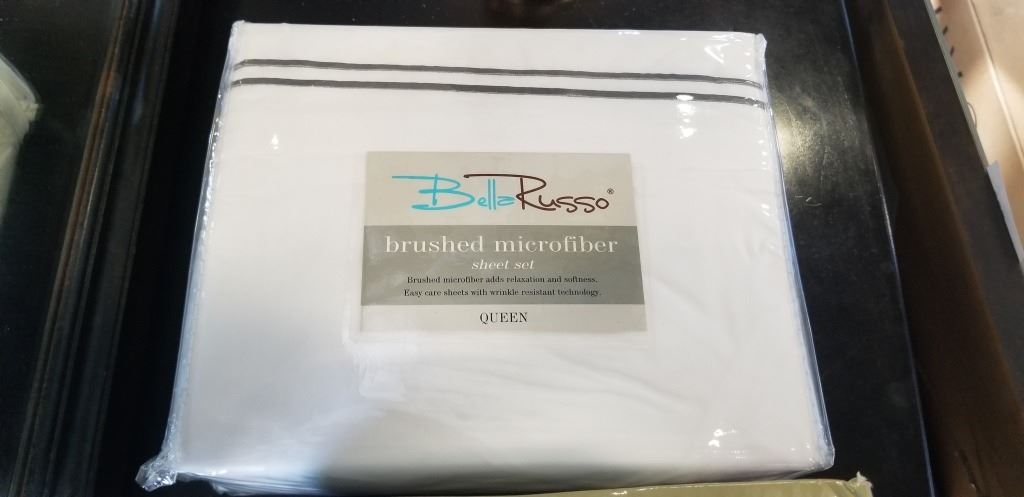 BellaRusso®
brushed microfiber
sheet set
Brushed microfiber adds relaxation and softness.
Easy care sheets with wrinkle resistant technology.
QUEEN